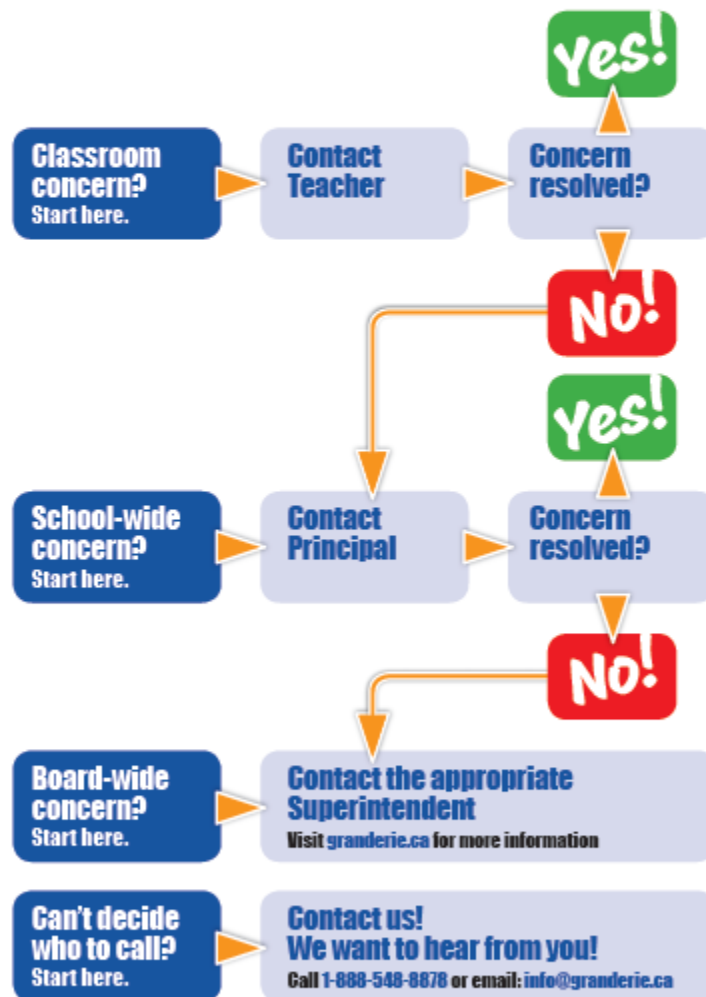 Yes!
Classroom
concern?
Start here.
Contact
Teacher
Concern
resolved?
No!
Yes!
School-wide
concern?
Start here.
Contact
Principal
Concern
resolved?
No!
Board-wide
concern?
Start here.
Contact the appropriate
Superintendent
Visit granderie.ca for more information
Can't decide
who to call?
Start here.
Contact us!
We want to hear from you!
Call 1-888-548-8878 or email: info@granderie.ca